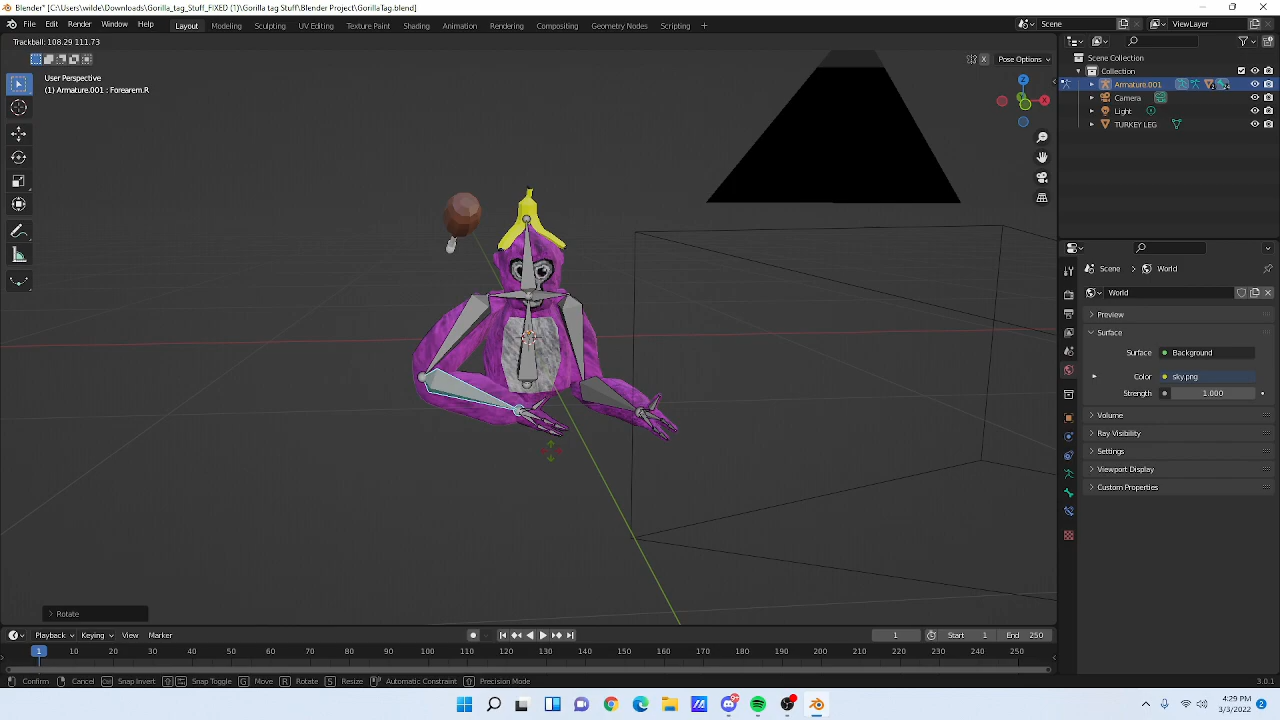 Blender* [C:\Users\wilde\Downloads\Gorilla_tag_Stuff_FIXED (1)\Gorilla tag Stuff\Blender Project\Gorilla tag.blend]
File Edit Render Window Help Layout Modeling Sculpting UV Editing Texture Paint Shading Animation Rendering Compositing Geometry Nodes Scripting + Scene ViewLayer
Trackball: 108.29 111.73
X Pose Options
User Perspective
(1) Armature.001 : Forearem.R
Scene Collection
Collection
Armature.001
Camera
Light
TURKEY LEG
X
Scene > World
World
Preview
Surface
Surface Background
Color sky.png
Strength 1.000
Volume
Ray Visibility
Settings
Viewport Display
Custom Properties
> Rotate
Playback Keying View Marker 1 Start 1 End 250
1 10 20 30 40 50 60 70 80 90 100 110 120 130 140 150 160 170 180 190 200 210 220 230 240 250
Confirm Cancel Snap Invert Snap Toggle G Move R Rotate S Resize Automatic Constraint Precision Mode 3.0.1
4:29 PM
3/3/2022